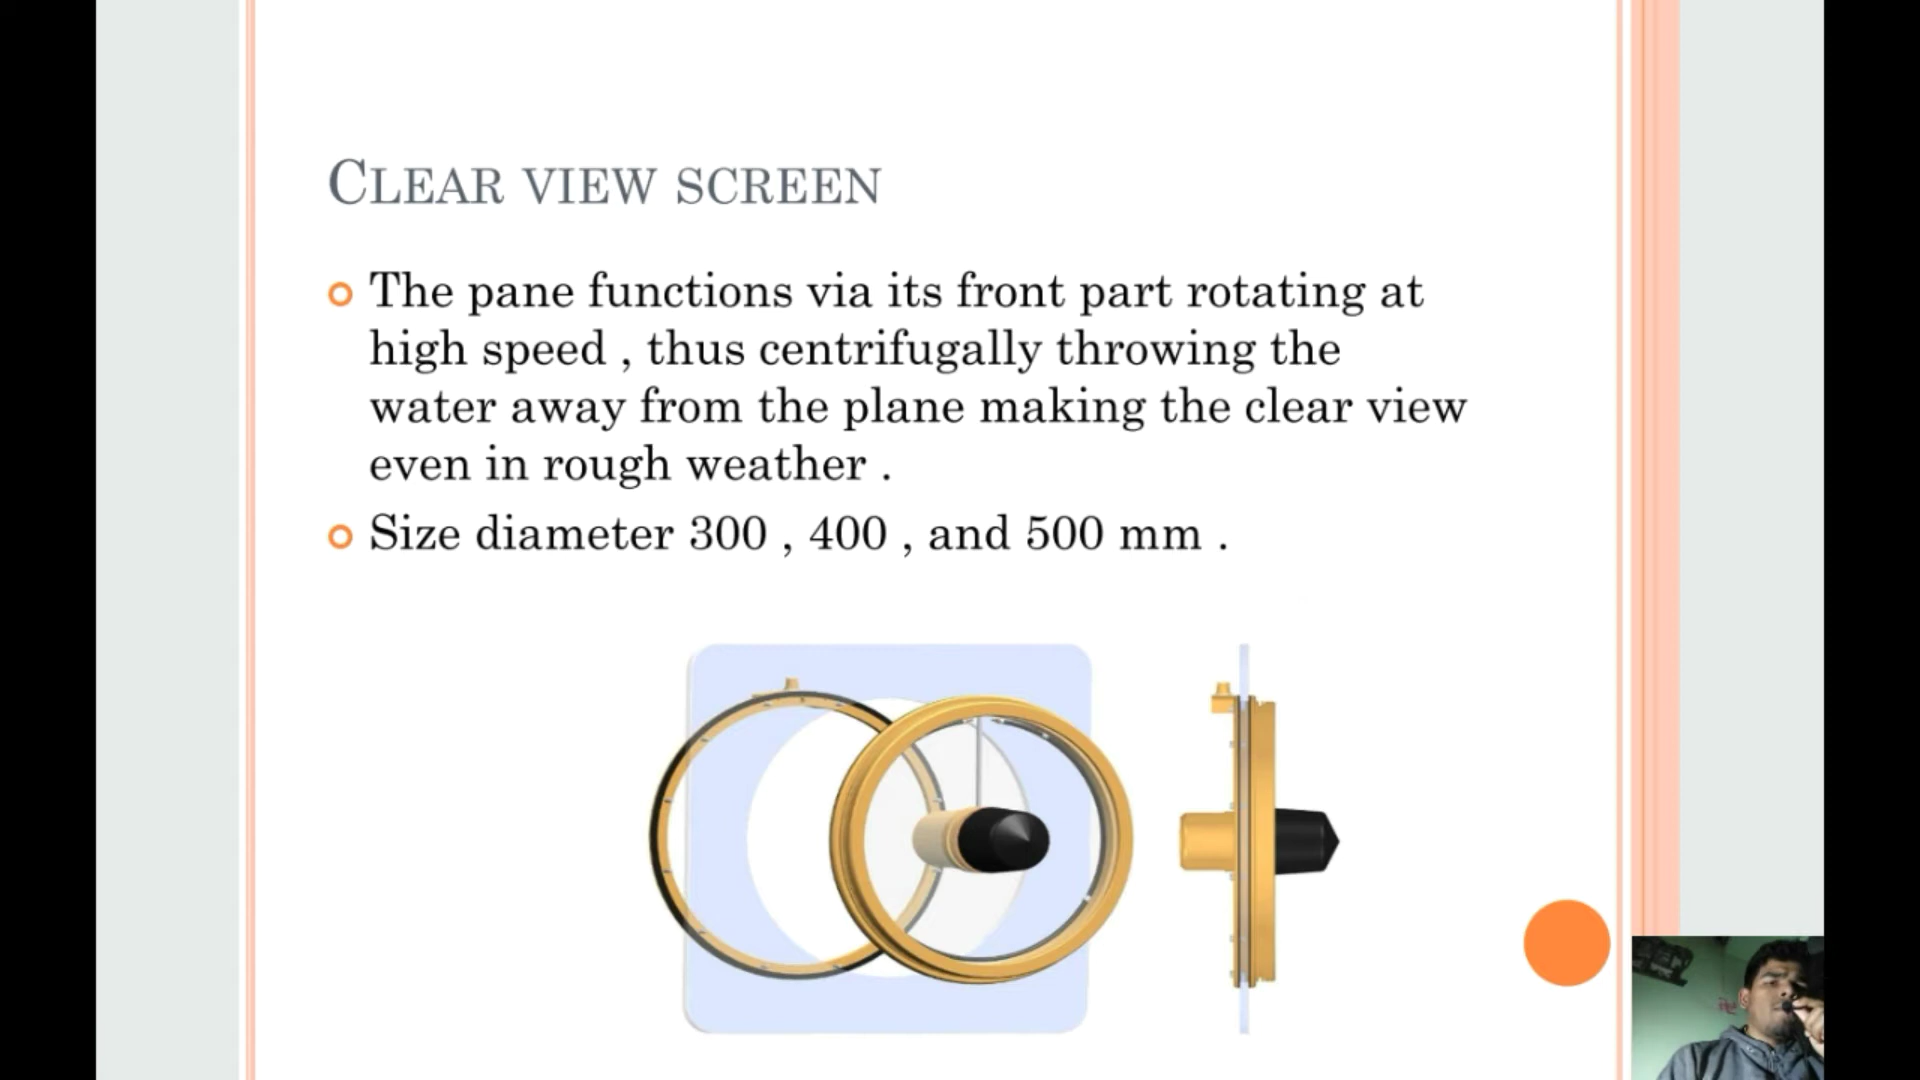 CLEAR VIEW SCREEN
The pane functions via its front part rotating at
high speed , thus centrifugally throwing the
water away from the plane making the clear view
even in rough weather .
Size diameter 300 , 400 , and 500 mm .